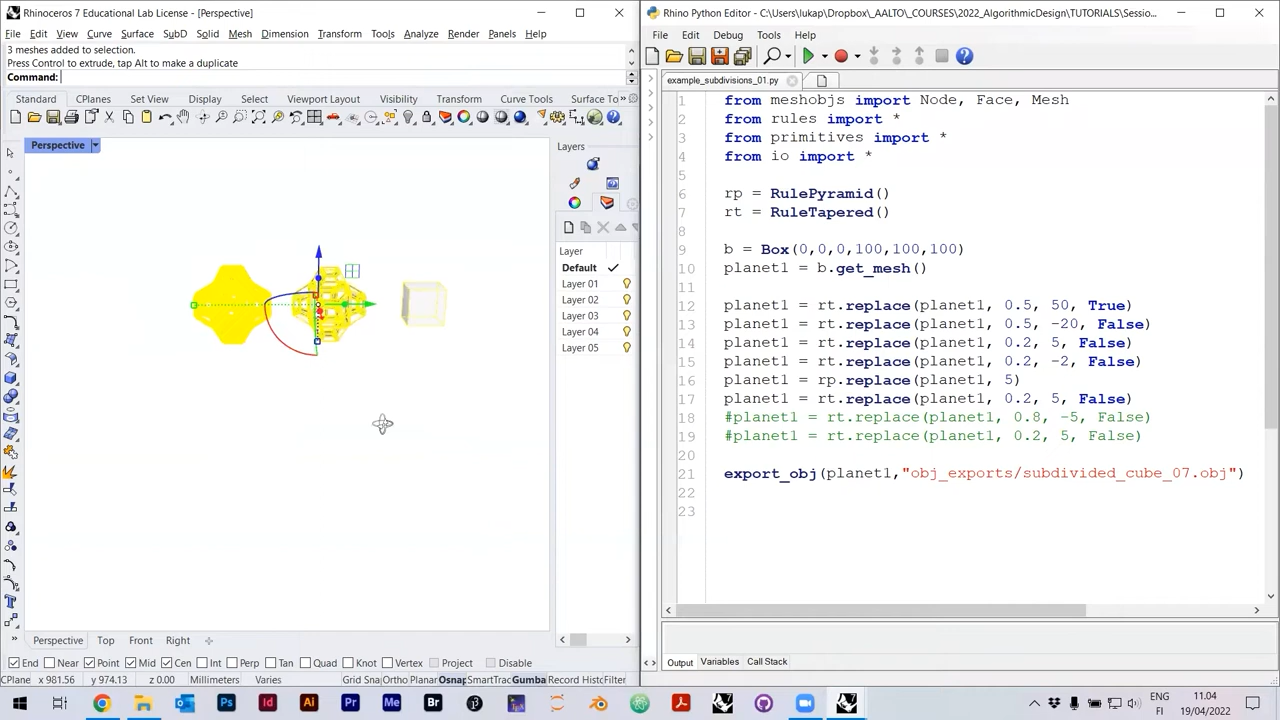 Rhinoceros 7 Educational Lab License - [Perspective]
File Edit View Curve Surface SubD Solid Mesh Dimension Transform Tools Analyze Render Panels Help
3 meshes added to selection.
Press Control to extrude, tap Alt to make a duplicate
Command:
Standard CPlanes Set View Display Select Viewport Layout Visibility Transform Curve Tools Surface To
Perspective
Layers
Layer
Default
Layer 01
Layer 02
Layer 03
Layer 04
Layer 05
Perspective Top Front Right
End Near Point Mid Cen Int Perp Tan Quad Knot Vertex Project Disable
CPlane x 981.56 y 974.13 z 0.00 Millimeters Varies Grid Snap Ortho Planar Osnap SmartTrac Gumba Record Histc Filter
Rhino Python Editor - C:\Users\lukap\Dropbox\_AALTO\_COURSES\2022_AlgorithmicDesign\TUTORIALS\Sessio...
File Edit Debug Tools Help
example_subdivisions_01.py
1 from meshobjs import Node, Face, Mesh
2 from rules import *
3 from primitives import *
4 from io import *
5
6 rp = RulePyramid()
7 rt = RuleTapered()
8
9 b = Box(0,0,0,100,100,100)
10 planet1 = b.get_mesh()
11
12 planet1 = rt.replace(planet1, 0.5, 50, True)
13 planet1 = rt.replace(planet1, 0.5, -20, False)
14 planet1 = rt.replace(planet1, 0.2, 5, False)
15 planet1 = rt.replace(planet1, 0.2, -2, False)
16 planet1 = rp.replace(planet1, 5)
17 planet1 = rt.replace(planet1, 0.2, 5, False)
18 #planet1 = rt.replace(planet1, 0.8, -5, False)
19 #planet1 = rt.replace(planet1, 0.2, 5, False)
20
21 export_obj(planet1,"obj_exports/subdivided_cube_07.obj")
22
23
Output Variables Call Stack
Ps Id Ai Pr Me Br
ENG
FI
11.04
19/04/2022